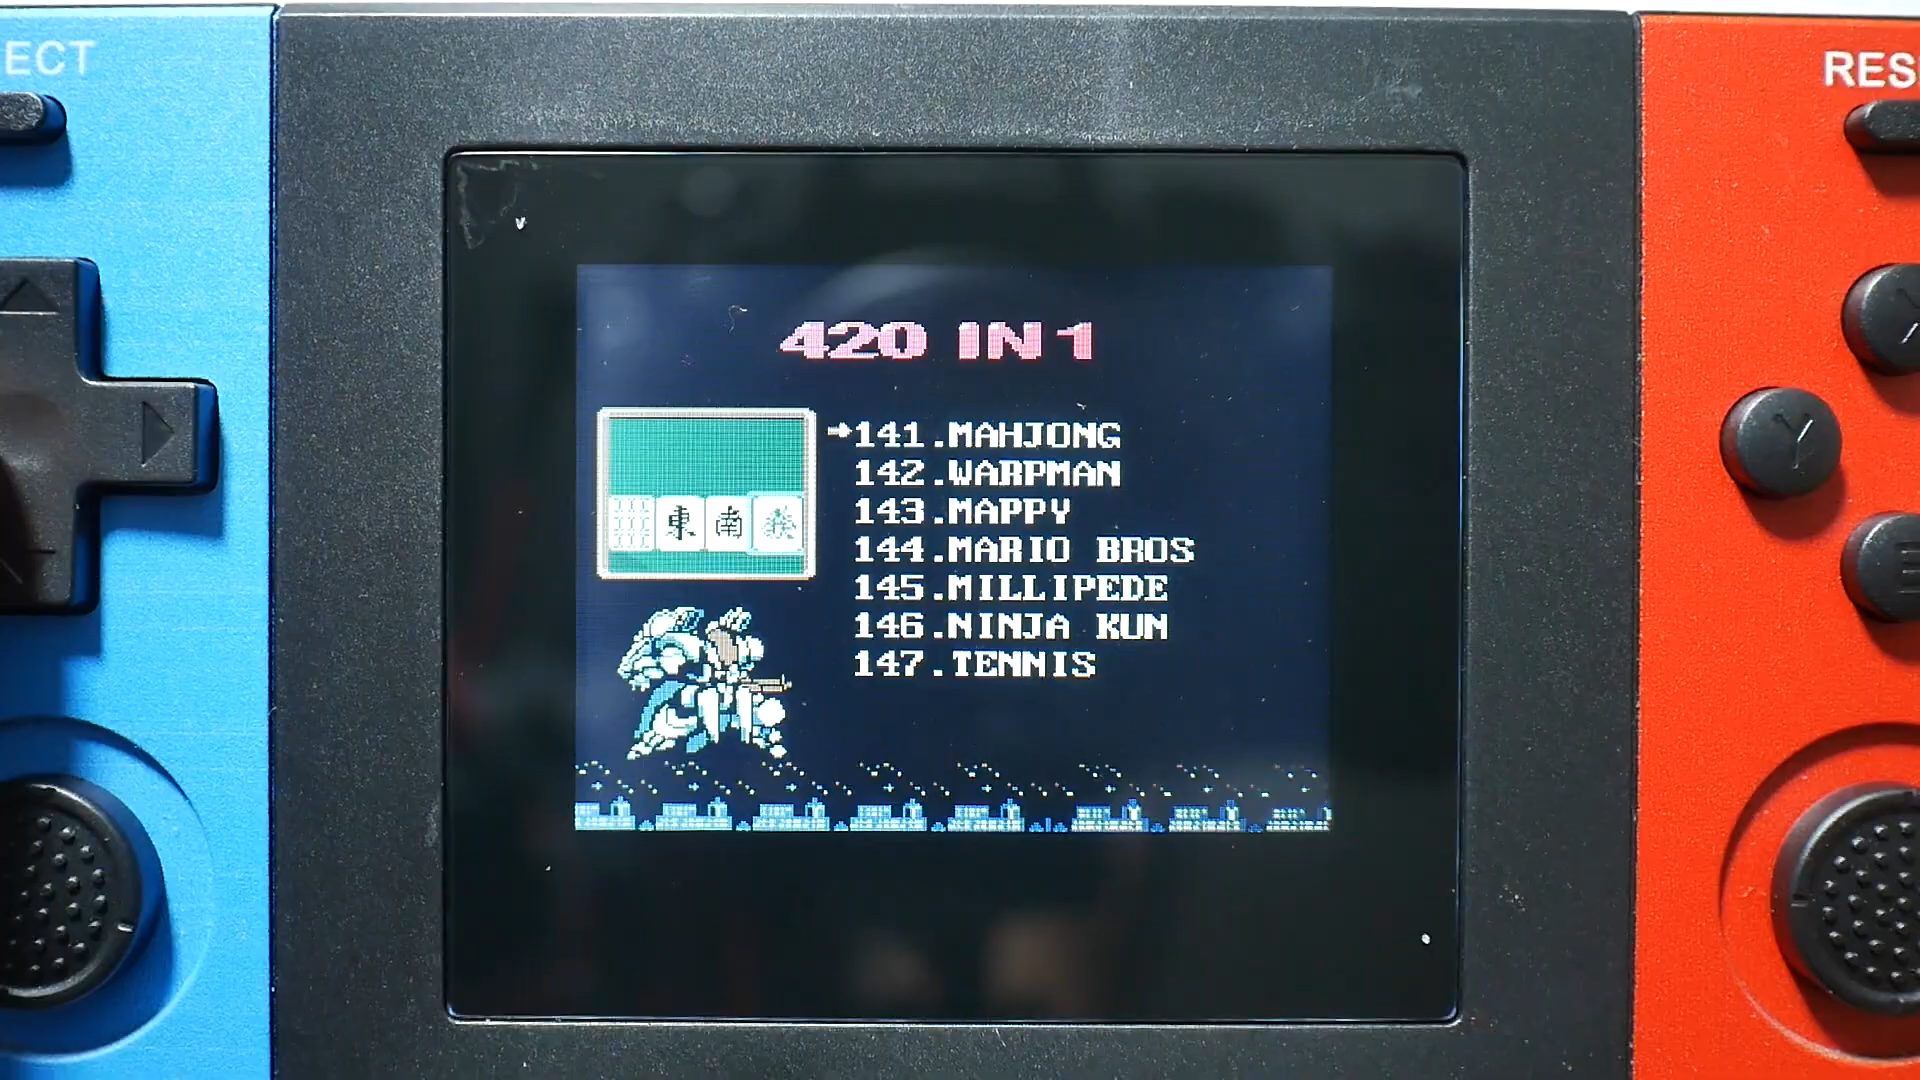 ECT
RES
420 IN 1
141.MAHJONG
142.WARPMAN
143.MAPPY
144.MARIO BROS
145.MILLIPEDE
146.NINJA KUN
147.TENNIS
東 南 發
Y